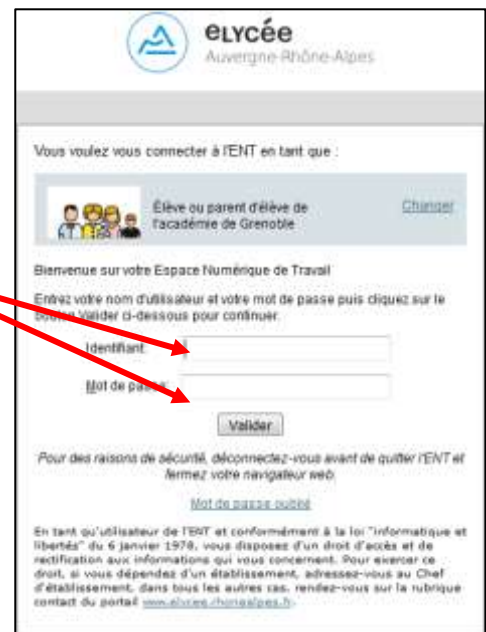 eLYCée
Auvergne-Rhône-Alpes
Vous voulez vous connecter à l'ENT en tant que :
Élève ou parent d'élève de
l'académie de Grenoble
Changer
Bienvenue sur votre Espace Numérique de Travail
Entrez votre nom d'utilisateur et votre mot de passe puis cliquez sur le
bouton Valider ci-dessous pour continuer.
Identifiant:
Mot de passe:
Valider
Pour des raisons de sécurité, déconnectez-vous avant de quitter l'ENT et
fermez votre navigateur web.
Mot de passe oublié
En tant qu'utilisateur de l'ENT et conformément à la loi "informatique et
libertés" du 6 janvier 1978, vous disposez d'un droit d'accès et de
rectification aux informations qui vous concernent. Pour exercer ce
droit, si vous dépendez d'un établissement, adressez-vous au Chef
d'établissement, dans tous les autres cas, rendez-vous sur la rubrique
contact du portail www.elycee.rhonealpes.fr.